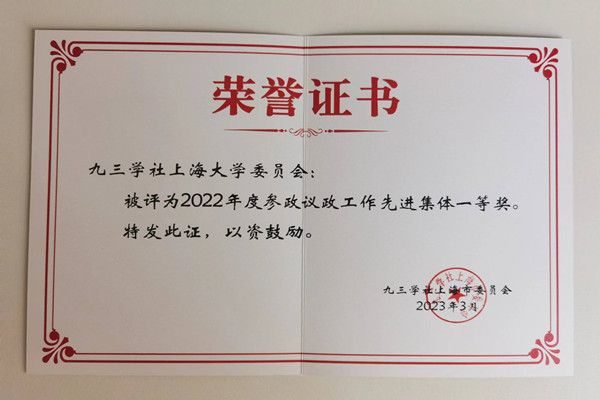 荣誉证书
九三学社上海大学委员会：
被评为2022年度参政议政工作先进集体一等奖。
特发此证，以资鼓励。
九三学社上海市委员会
2023年3月